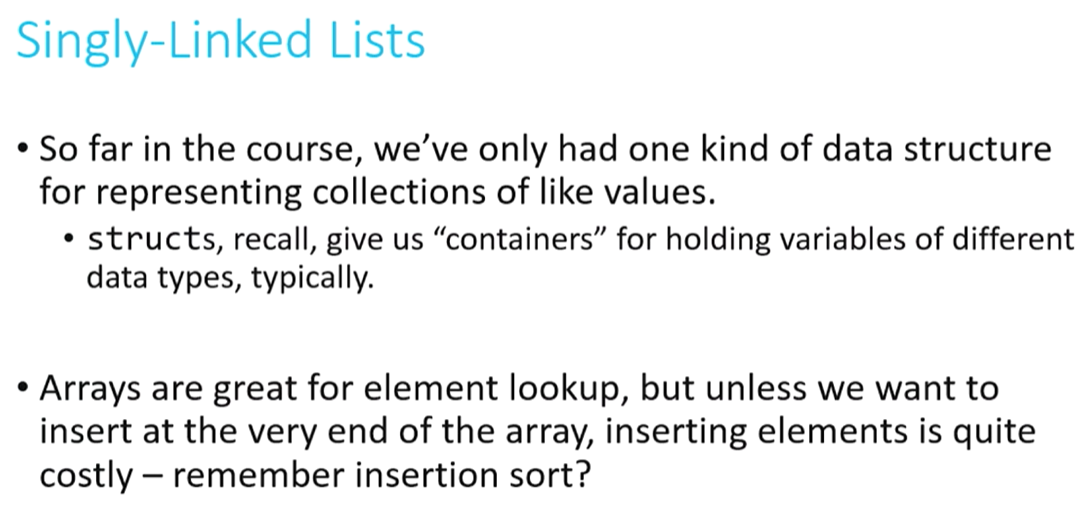 Singly-Linked Lists
• So far in the course, we’ve only had one kind of data structure
for representing collections of like values.
• structs, recall, give us “containers” for holding variables of different
data types, typically.
• Arrays are great for element lookup, but unless we want to
insert at the very end of the array, inserting elements is quite
costly – remember insertion sort?